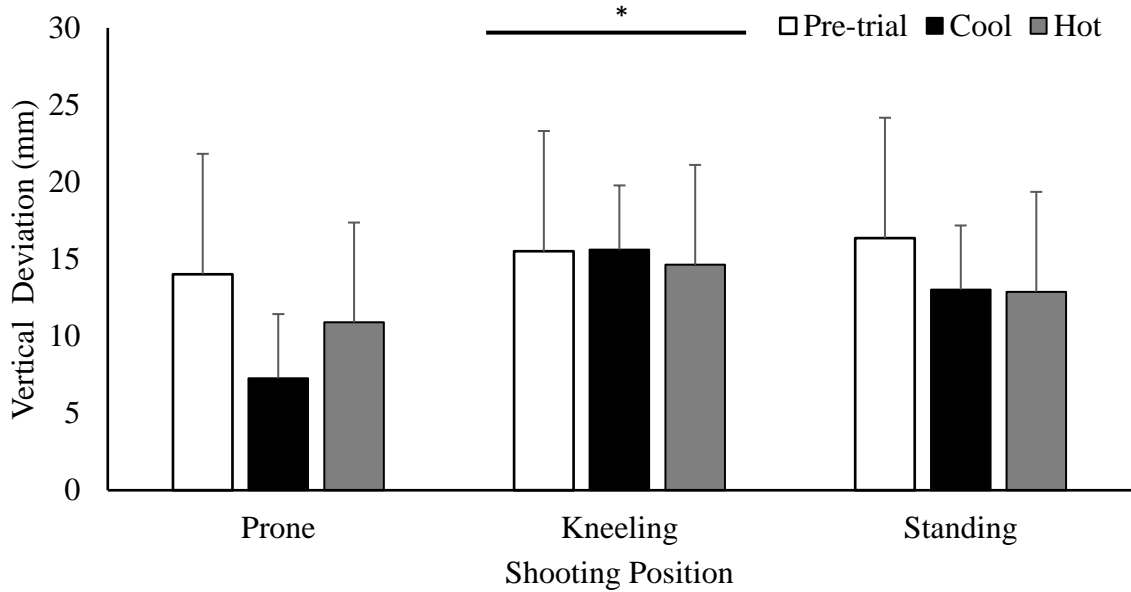 *
Pre-trial Cool Hot
Vertical Deviation (mm)
30
25
20
15
10
5
0
Prone Kneeling Standing
Shooting Position